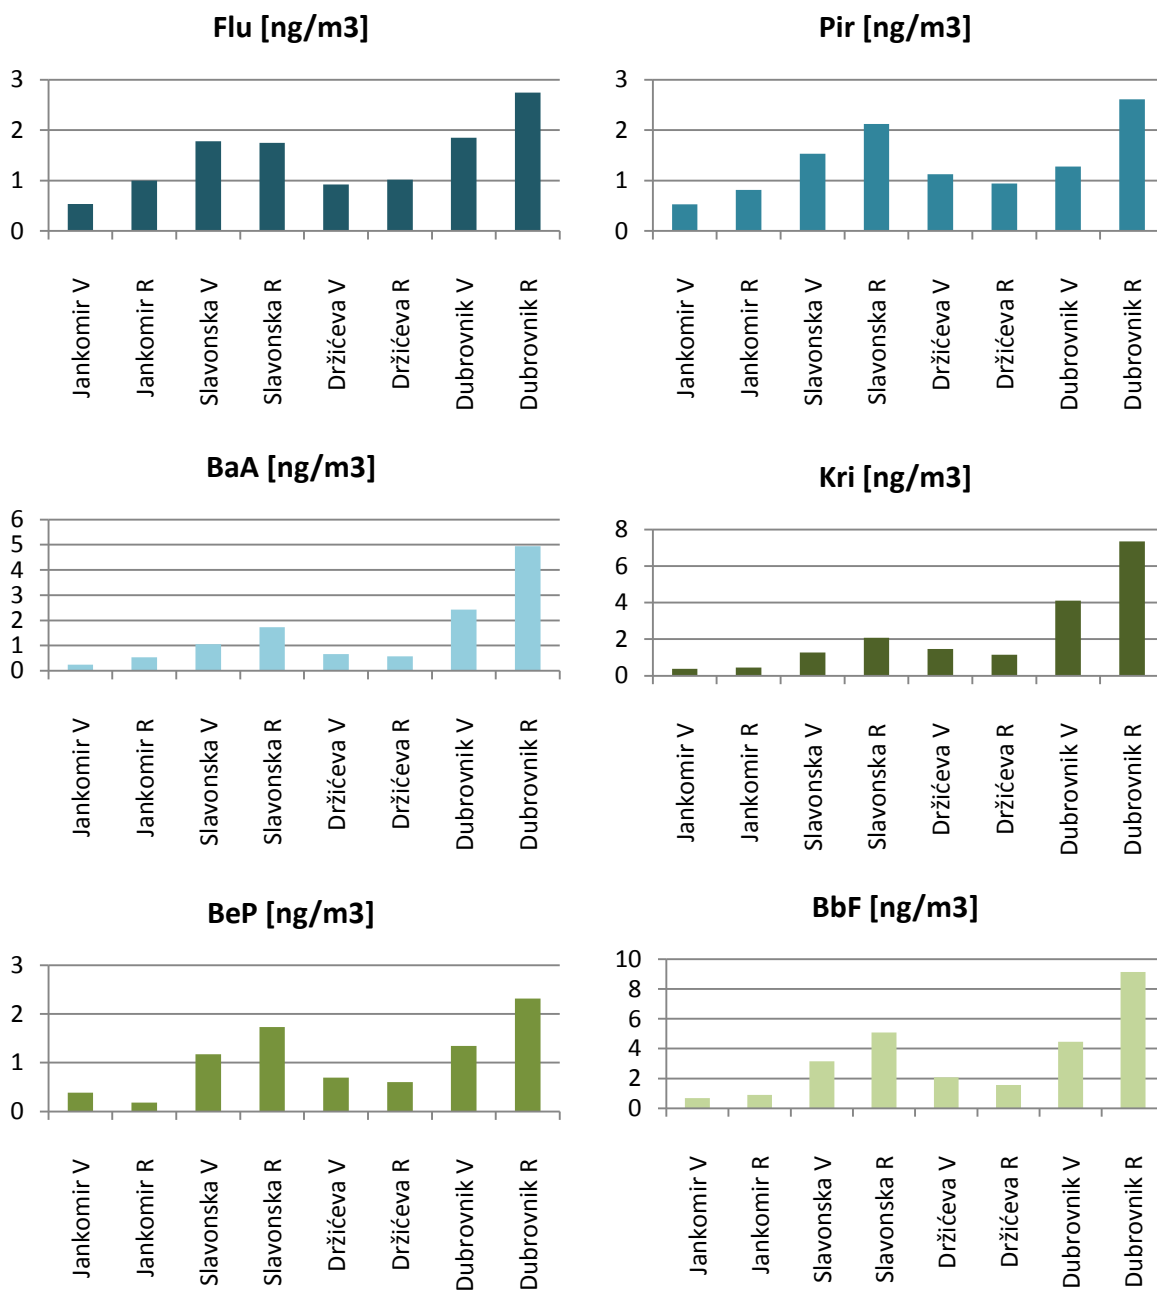 Flu [ng/m3]
3
2
1
0
Jankomir V
Jankomir R
Slavonska V
Slavonska R
Držićeva V
Držićeva R
Dubrovnik V
Dubrovnik R
Pir [ng/m3]
3
2
1
0
Jankomir V
Jankomir R
Slavonska V
Slavonska R
Držićeva V
Držićeva R
Dubrovnik V
Dubrovnik R
BaA [ng/m3]
6
5
4
3
2
1
0
Jankomir V
Jankomir R
Slavonska V
Slavonska R
Držićeva V
Držićeva R
Dubrovnik V
Dubrovnik R
Kri [ng/m3]
8
6
4
2
0
Jankomir V
Jankomir R
Slavonska V
Slavonska R
Držićeva V
Držićeva R
Dubrovnik V
Dubrovnik R
BeP [ng/m3]
3
2
1
0
Jankomir V
Jankomir R
Slavonska V
Slavonska R
Držićeva V
Držićeva R
Dubrovnik V
Dubrovnik R
BbF [ng/m3]
10
8
6
4
2
0
Jankomir V
Jankomir R
Slavonska V
Slavonska R
Držićeva V
Držićeva R
Dubrovnik V
Dubrovnik R